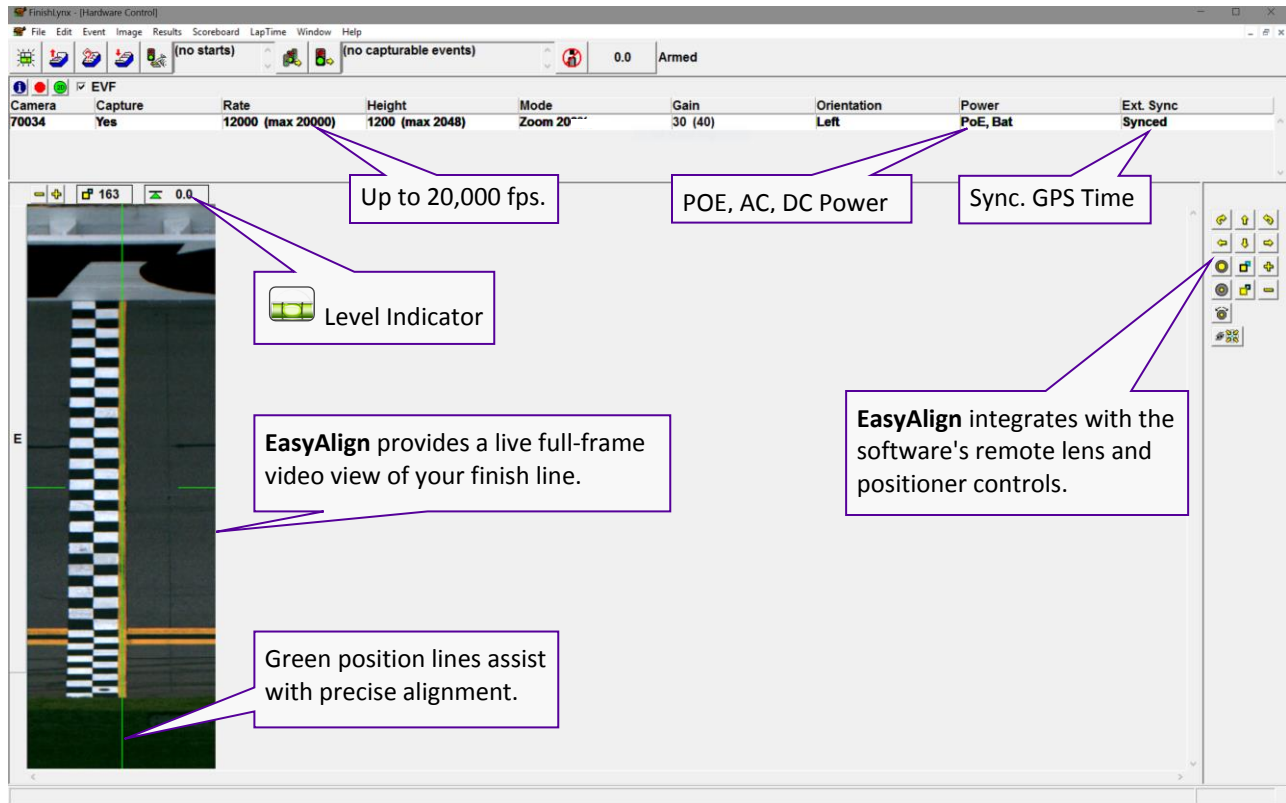 FinishLynx - [Hardware Control]
File Edit Event Image Results Scoreboard LapTime Window Help
(no starts)
(no capturable events)
0.0
Armed
EVF
Camera Capture Rate Height Mode Gain Orientation Power Ext. Sync
70034 Yes 12000 (max 20000) 1200 (max 2048) Zoom 30 (40) Left PoE, Bat Synced
163
0.0
Up to 20,000 fps.
POE, AC, DC Power
Sync. GPS Time
Level Indicator
E
EasyAlign provides a live full-frame
video view of your finish line.
EasyAlign integrates with the
software's remote lens and
positioner controls.
Green position lines assist
with precise alignment.